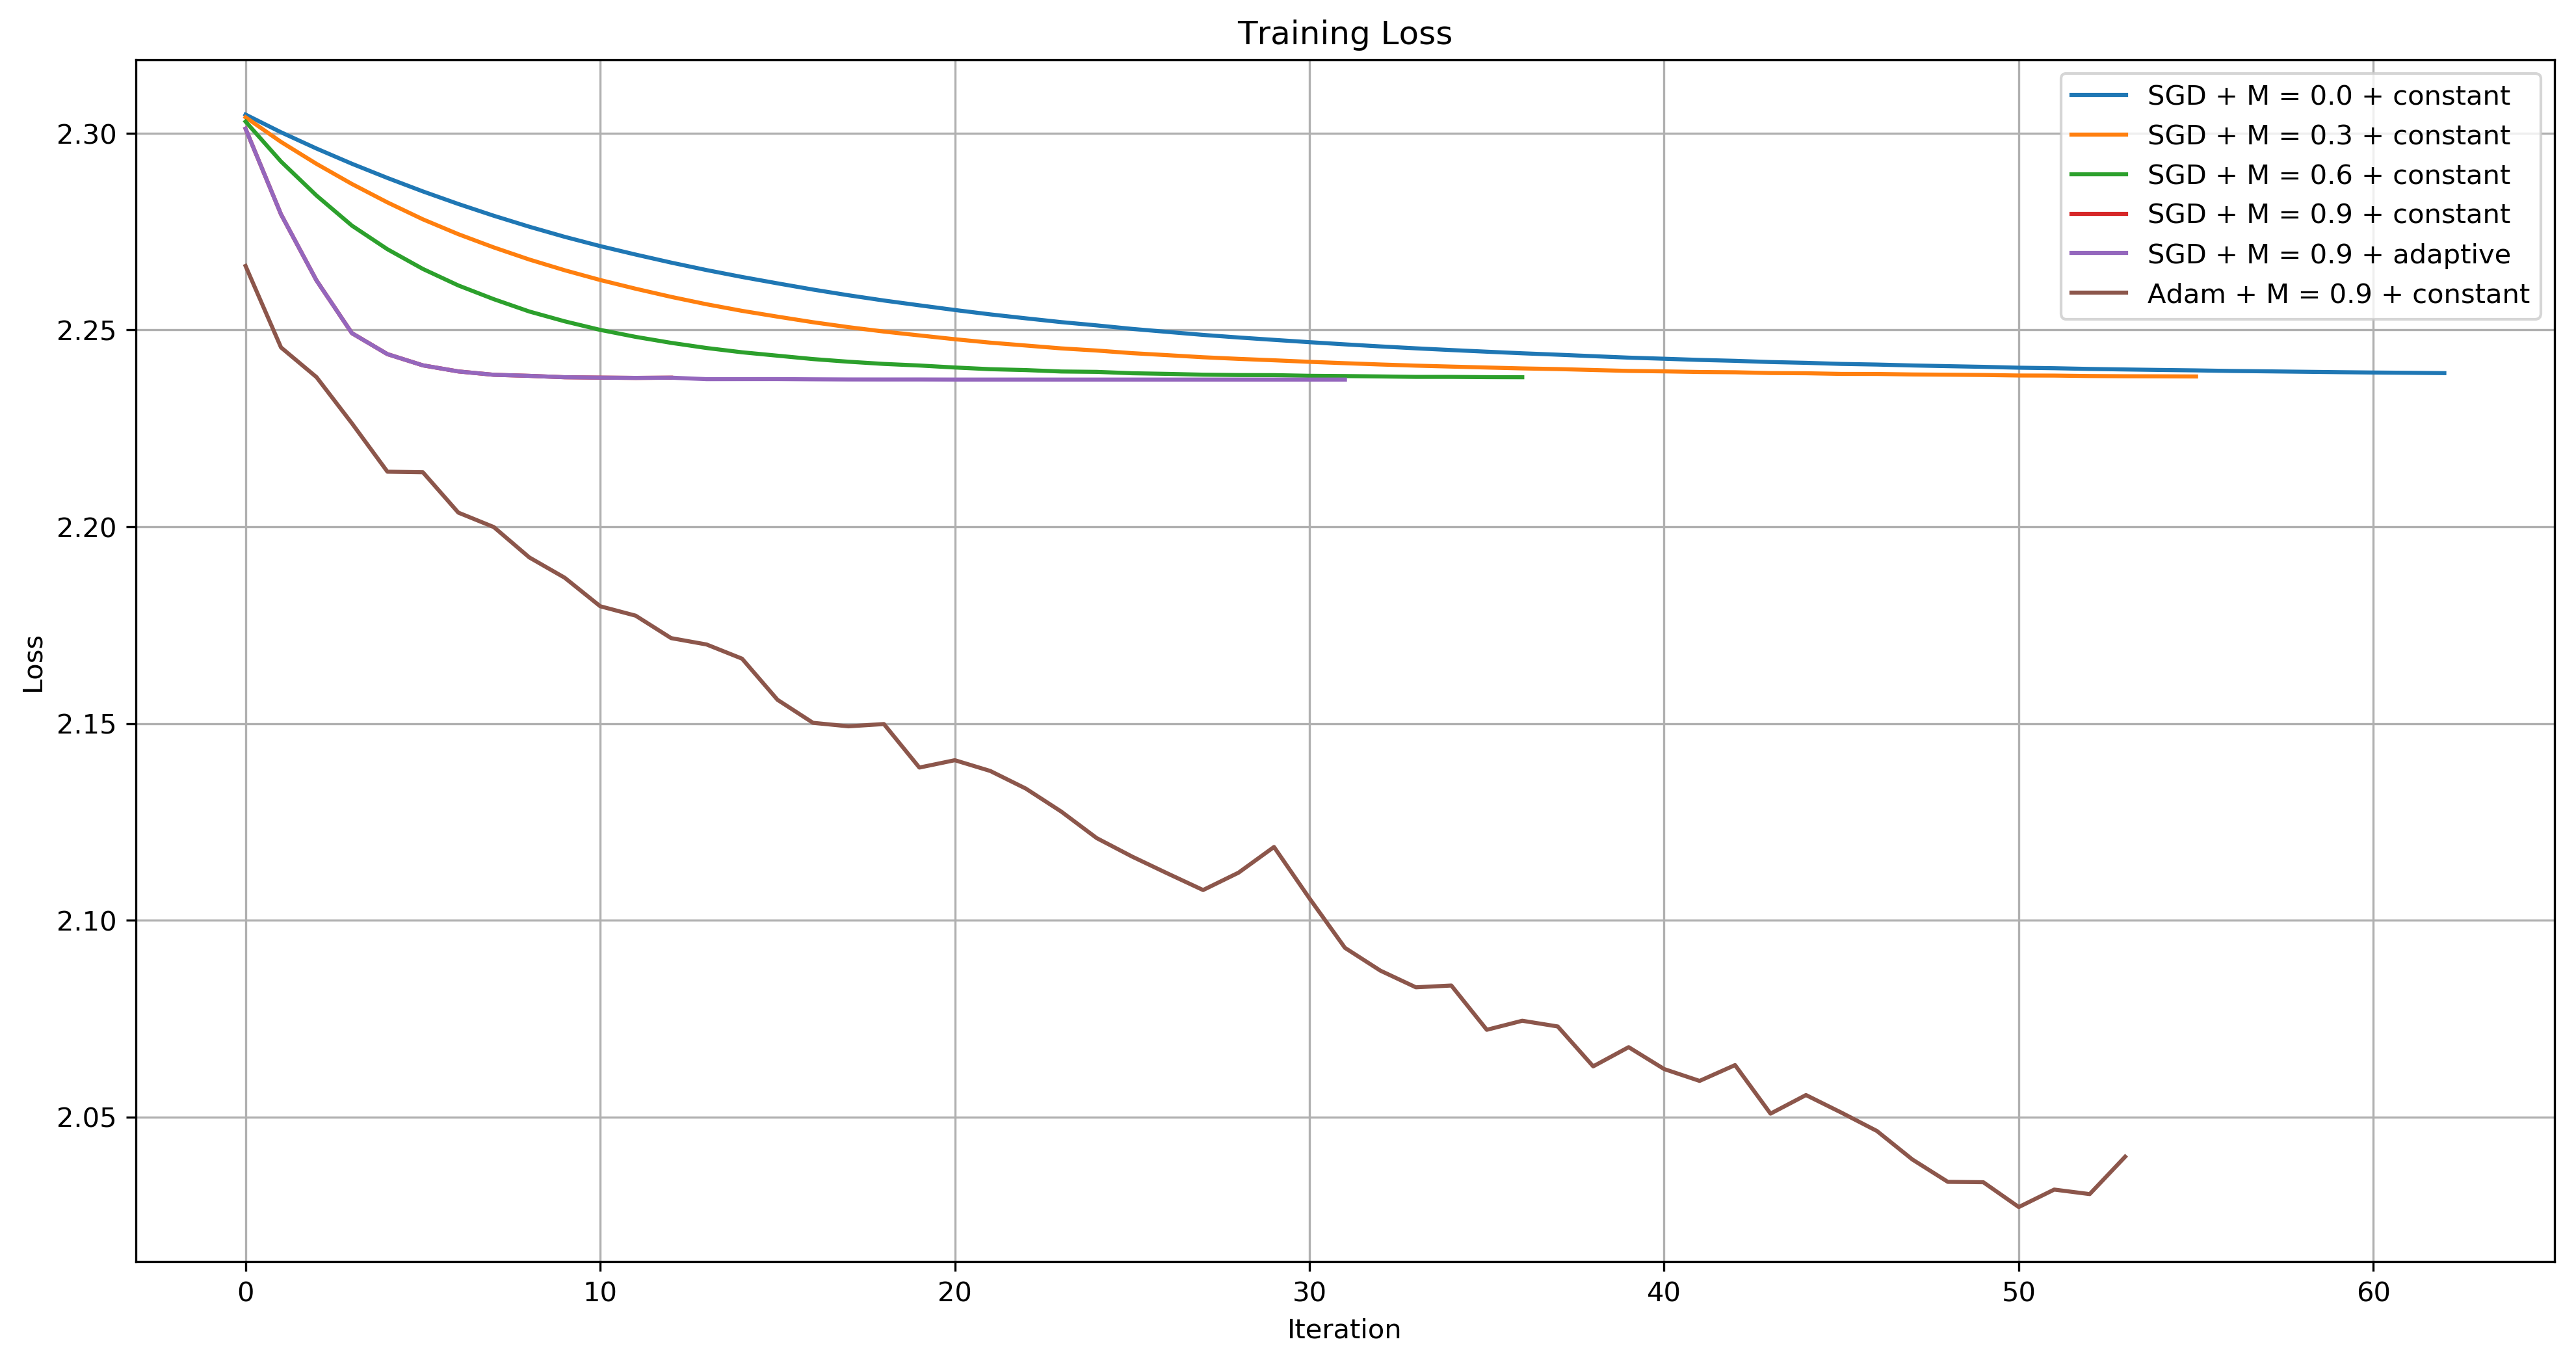 Training Loss
SGD + M = 0.0 + constant
SGD + M = 0.3 + constant
SGD + M = 0.6 + constant
SGD + M = 0.9 + constant
SGD + M = 0.9 + adaptive
Adam + M = 0.9 + constant
2.30
2.25
2.20
2.15
2.10
2.05
Loss
0 10 20 30 40 50 60
Iteration